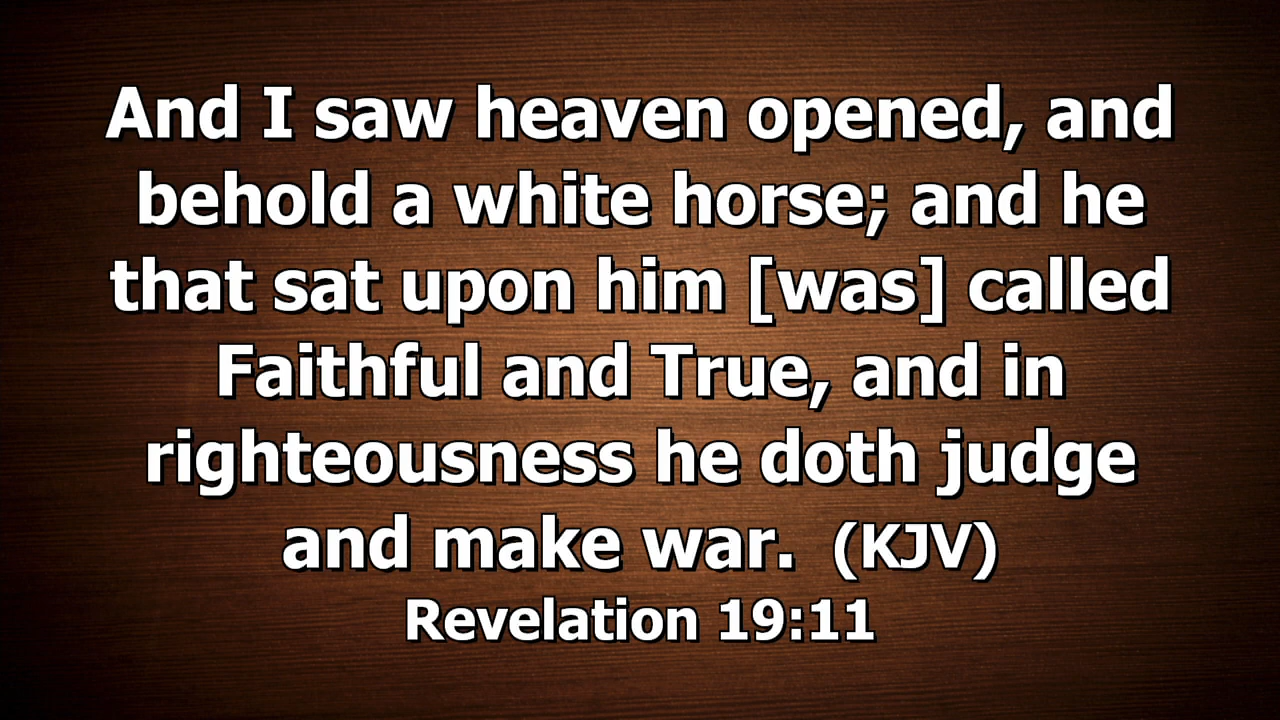 And I saw heaven opened, and
behold a white horse; and he
that sat upon him [was] called
Faithful and True, and in
righteousness he doth judge
and make war.  (KJV)
Revelation 19:11